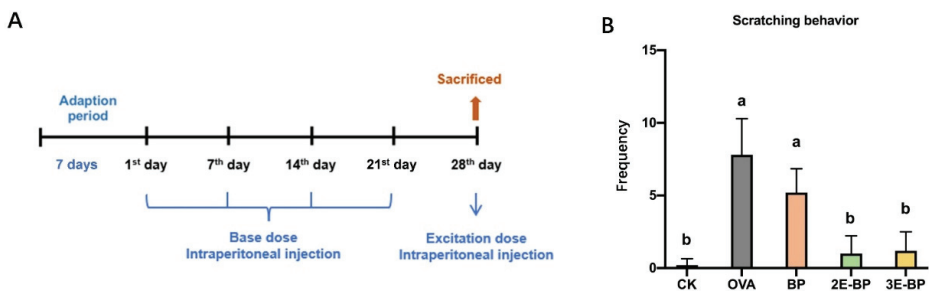 A
Sacrificed
Adaption
period
7 days
1st day
7th day
14th day
21st day
28th day
Base dose
Intraperitoneal injection
Excitation dose
Intraperitoneal injection
B
Scratching behavior
Frequency
15
10
5
0
b
a
a
b
b
CK
OVA
BP
2E-BP
3E-BP